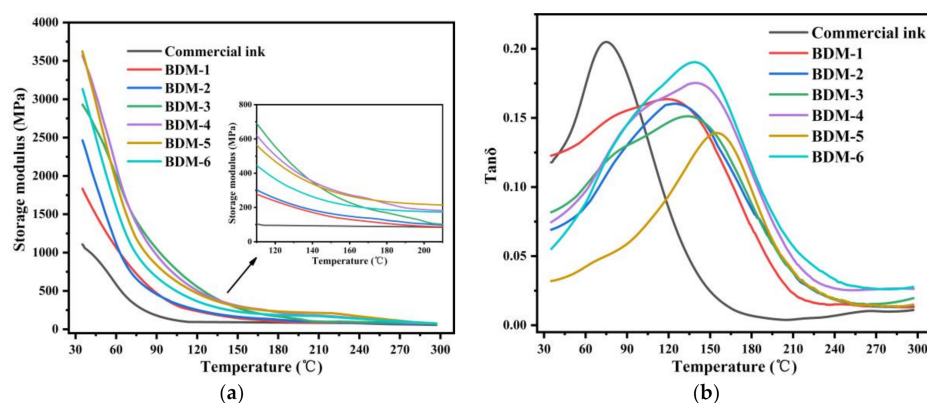 4000
3500
3000
2500
2000
1500
1000
500
0
Storage modulus (MPa)
Commercial ink
BDM-1
BDM-2
BDM-3
BDM-4
BDM-5
BDM-6
800
600
400
200
0
Storage modulus (MPa)
120 140 160 180 200
Temperature (℃)
30 60 90 120 150 180 210 240 270 300
Temperature (℃)
(a)
0.20
0.15
0.10
0.05
0.00
Tanδ
Commercial ink
BDM-1
BDM-2
BDM-3
BDM-4
BDM-5
BDM-6
30 60 90 120 150 180 210 240 270 300
Temperature (℃)
(b)